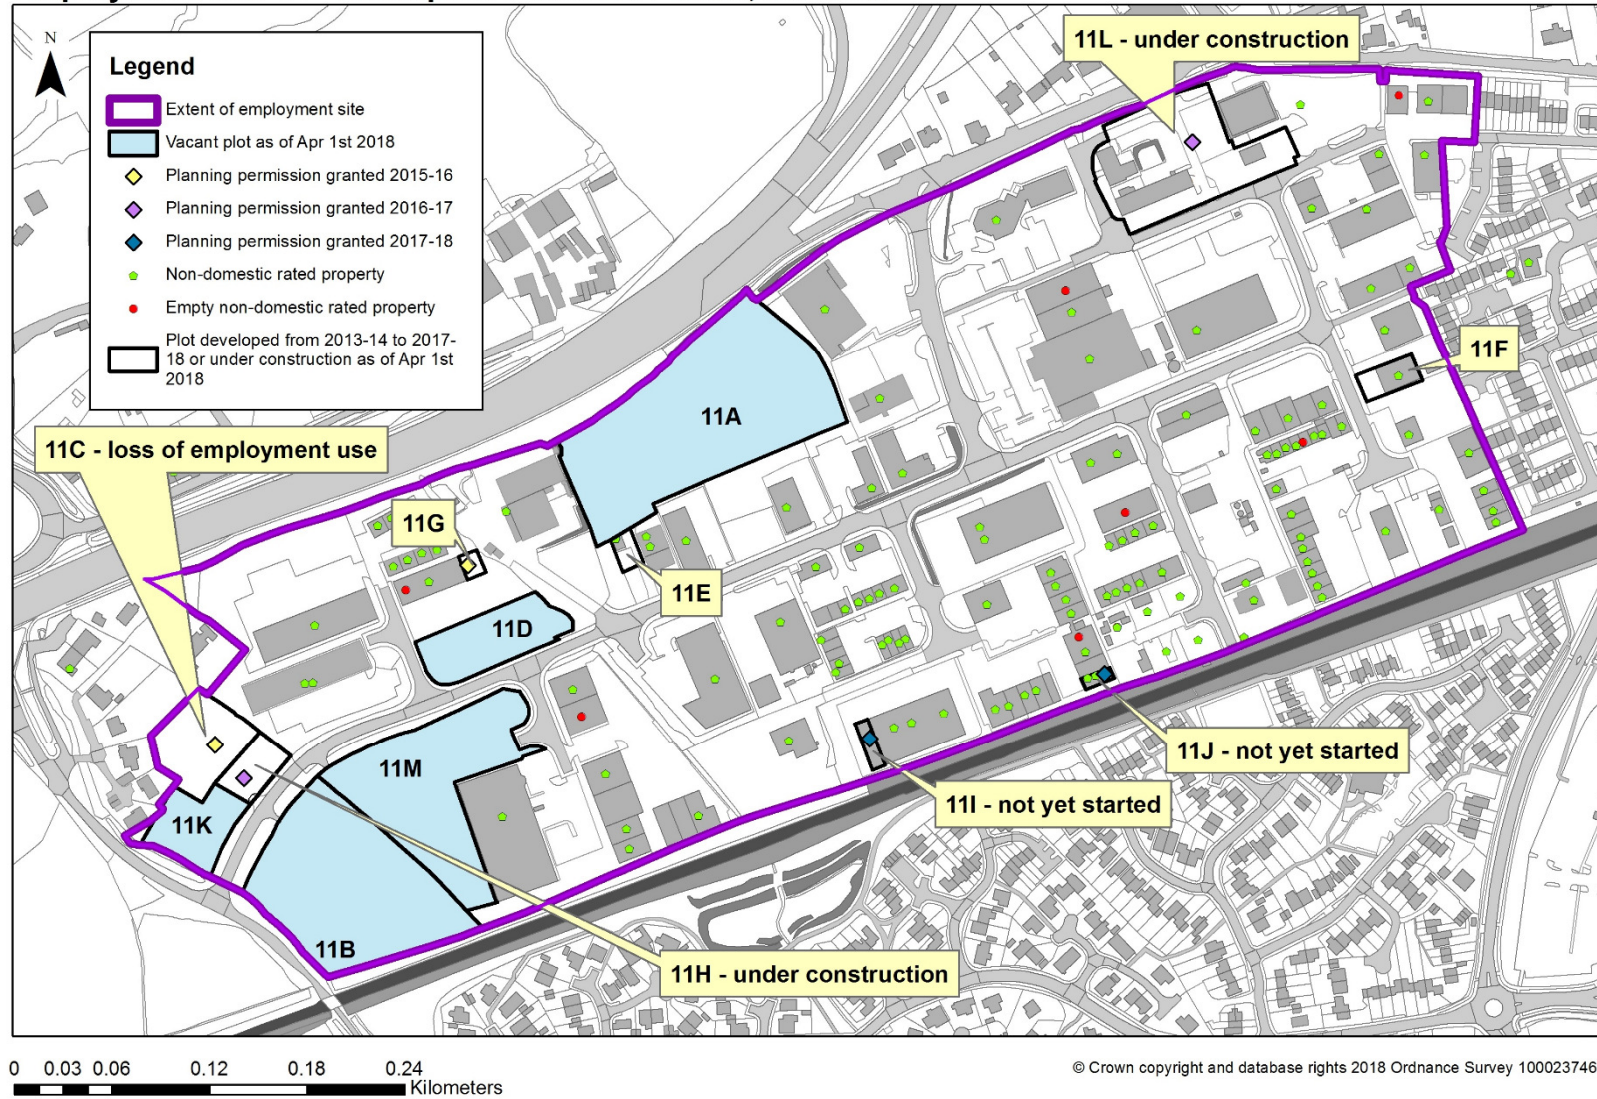 N
Legend
Extent of employment site
Vacant plot as of Apr 1st 2018
Planning permission granted 2015-16
Planning permission granted 2016-17
Planning permission granted 2017-18
Non-domestic rated property
Empty non-domestic rated property
Plot developed from 2013-14 to 2017-
18 or under construction as of Apr 1st
2018
11L - under construction
11F
11A
11C - loss of employment use
11G
11E
11D
11M
11J - not yet started
11I - not yet started
11K
11B
11H - under construction
0 0.03 0.06 0.12 0.18 0.24
Kilometers
© Crown copyright and database rights 2018 Ordnance Survey 100023746